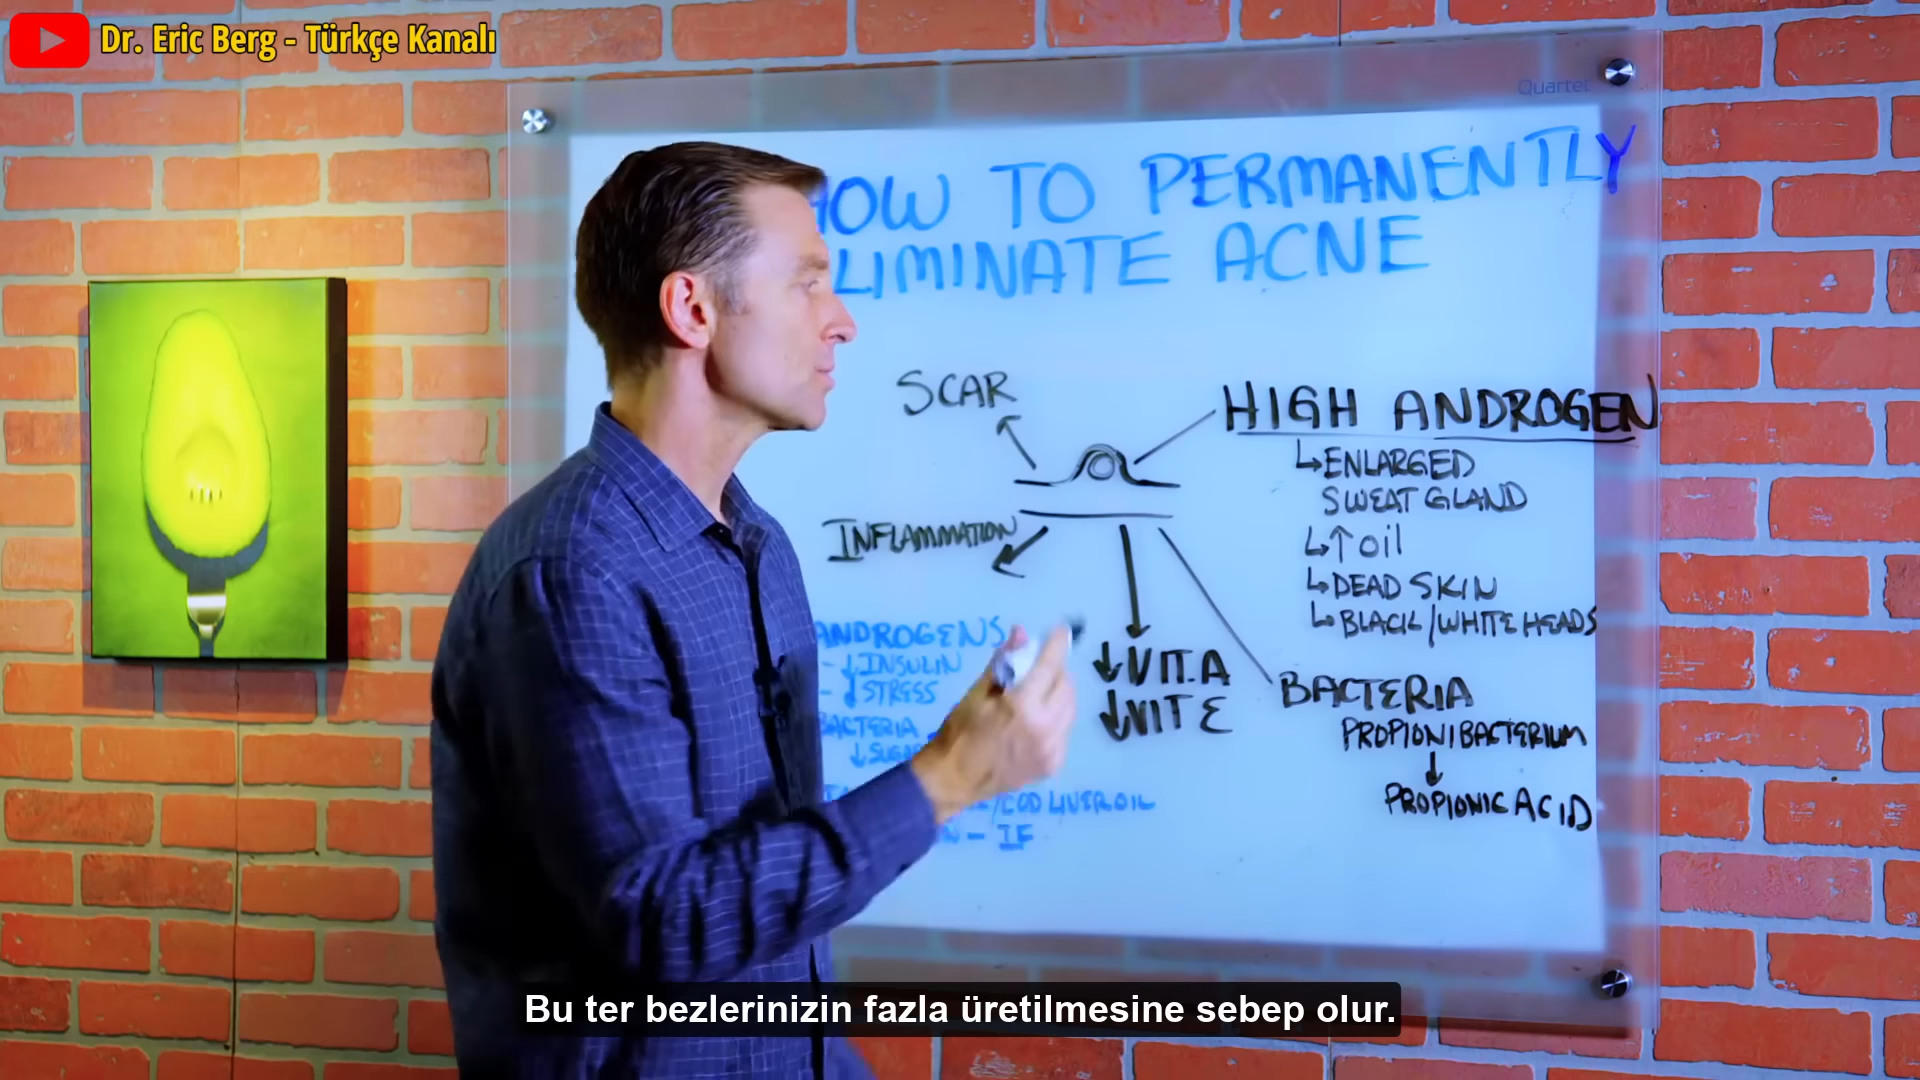 Dr. Eric Berg - Türkçe Kanalı
Quartet
HOW TO PERMANENTLY
LIMINATE ACNE
SCAR
HIGH ANDROGEN
↳ENLARGED
SWEAT GLAND
↳↑OIL
↳DEAD SKIN
↳BLACK/WHITE HEADS
INFLAMMATION
ANDROGENS
-↓INSULIN
-↓STRESS
BACTERIA
↓SUGAR
/COD LIVER OIL
- IF
↓VIT. A
↓VIT E
BACTERIA
PROPIONIBACTERIUM
↓
PROPIONIC ACID
Bu ter bezlerinizin fazla üretilmesine sebep olur.